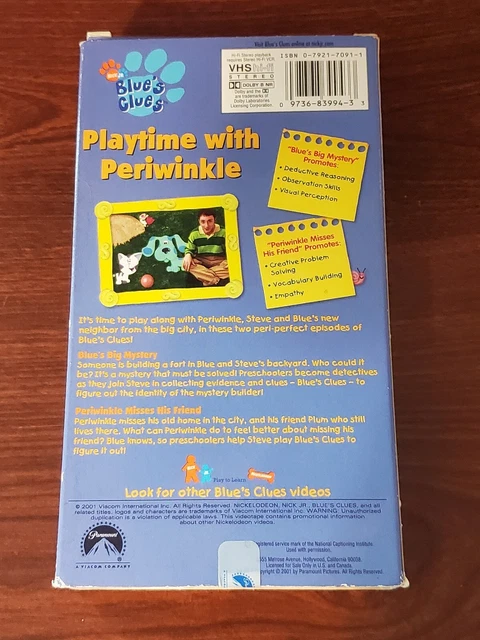 Visit Blue's Clues online at nickjr.com
Hi-Fi Stereo playback
requires Stereo Hi-Fi VCR.
VHS hi-fi
STEREO
DOLBY B NR
Dolby and the
are trademarks of
Dolby Laboratories
Licensing Corporation.
ISBN 0-7921-7091-1
0 9736-83994-3 3
NICK JR.
Blue's
Clues
Playtime with
Periwinkle
"Blue's Big Mystery"
Promotes:
• Deductive Reasoning
• Observation Skills
• Visual Perception
"Periwinkle Misses
His Friend" Promotes:
• Creative Problem
Solving
• Vocabulary Building
• Empathy
It's time to play along with Periwinkle, Steve and Blue's new
neighbor from the big city, in these two peri-perfect episodes of
Blue's Clues!
Blue's Big Mystery
Someone is building a fort in Blue and Steve's backyard. Who could it
be? It's a mystery that must be solved! Preschoolers become detectives
as they join Steve in collecting evidence and clues – Blue's Clues – to
figure out the identity of the mystery builder!
Periwinkle Misses His Friend
Periwinkle misses his old home in the city, and his friend Plum who still
lives there. What can Periwinkle do to feel better about missing his
friend? Blue knows, so preschoolers help Steve play Blue's Clues to
figure it out!
Play to Learn
Look for other Blue's Clues videos
© 2001 Viacom International Inc. All Rights Reserved. NICKELODEON, NICK JR., BLUE'S CLUES, and all
related titles, logos and characters are trademarks of Viacom International Inc. WARNING: Unauthorized
duplication is a violation of applicable laws. This videotape contains promotional information
about other Nickelodeon videos.
Paramount
A VIACOM COMPANY
registered service mark of the National Captioning Institute.
Used with permission.
5555 Melrose Avenue, Hollywood, California 90038.
Licensed for Sale Only in U.S. and Canada.
Copyright © 2001 by Paramount Pictures. All Rights Reserved.